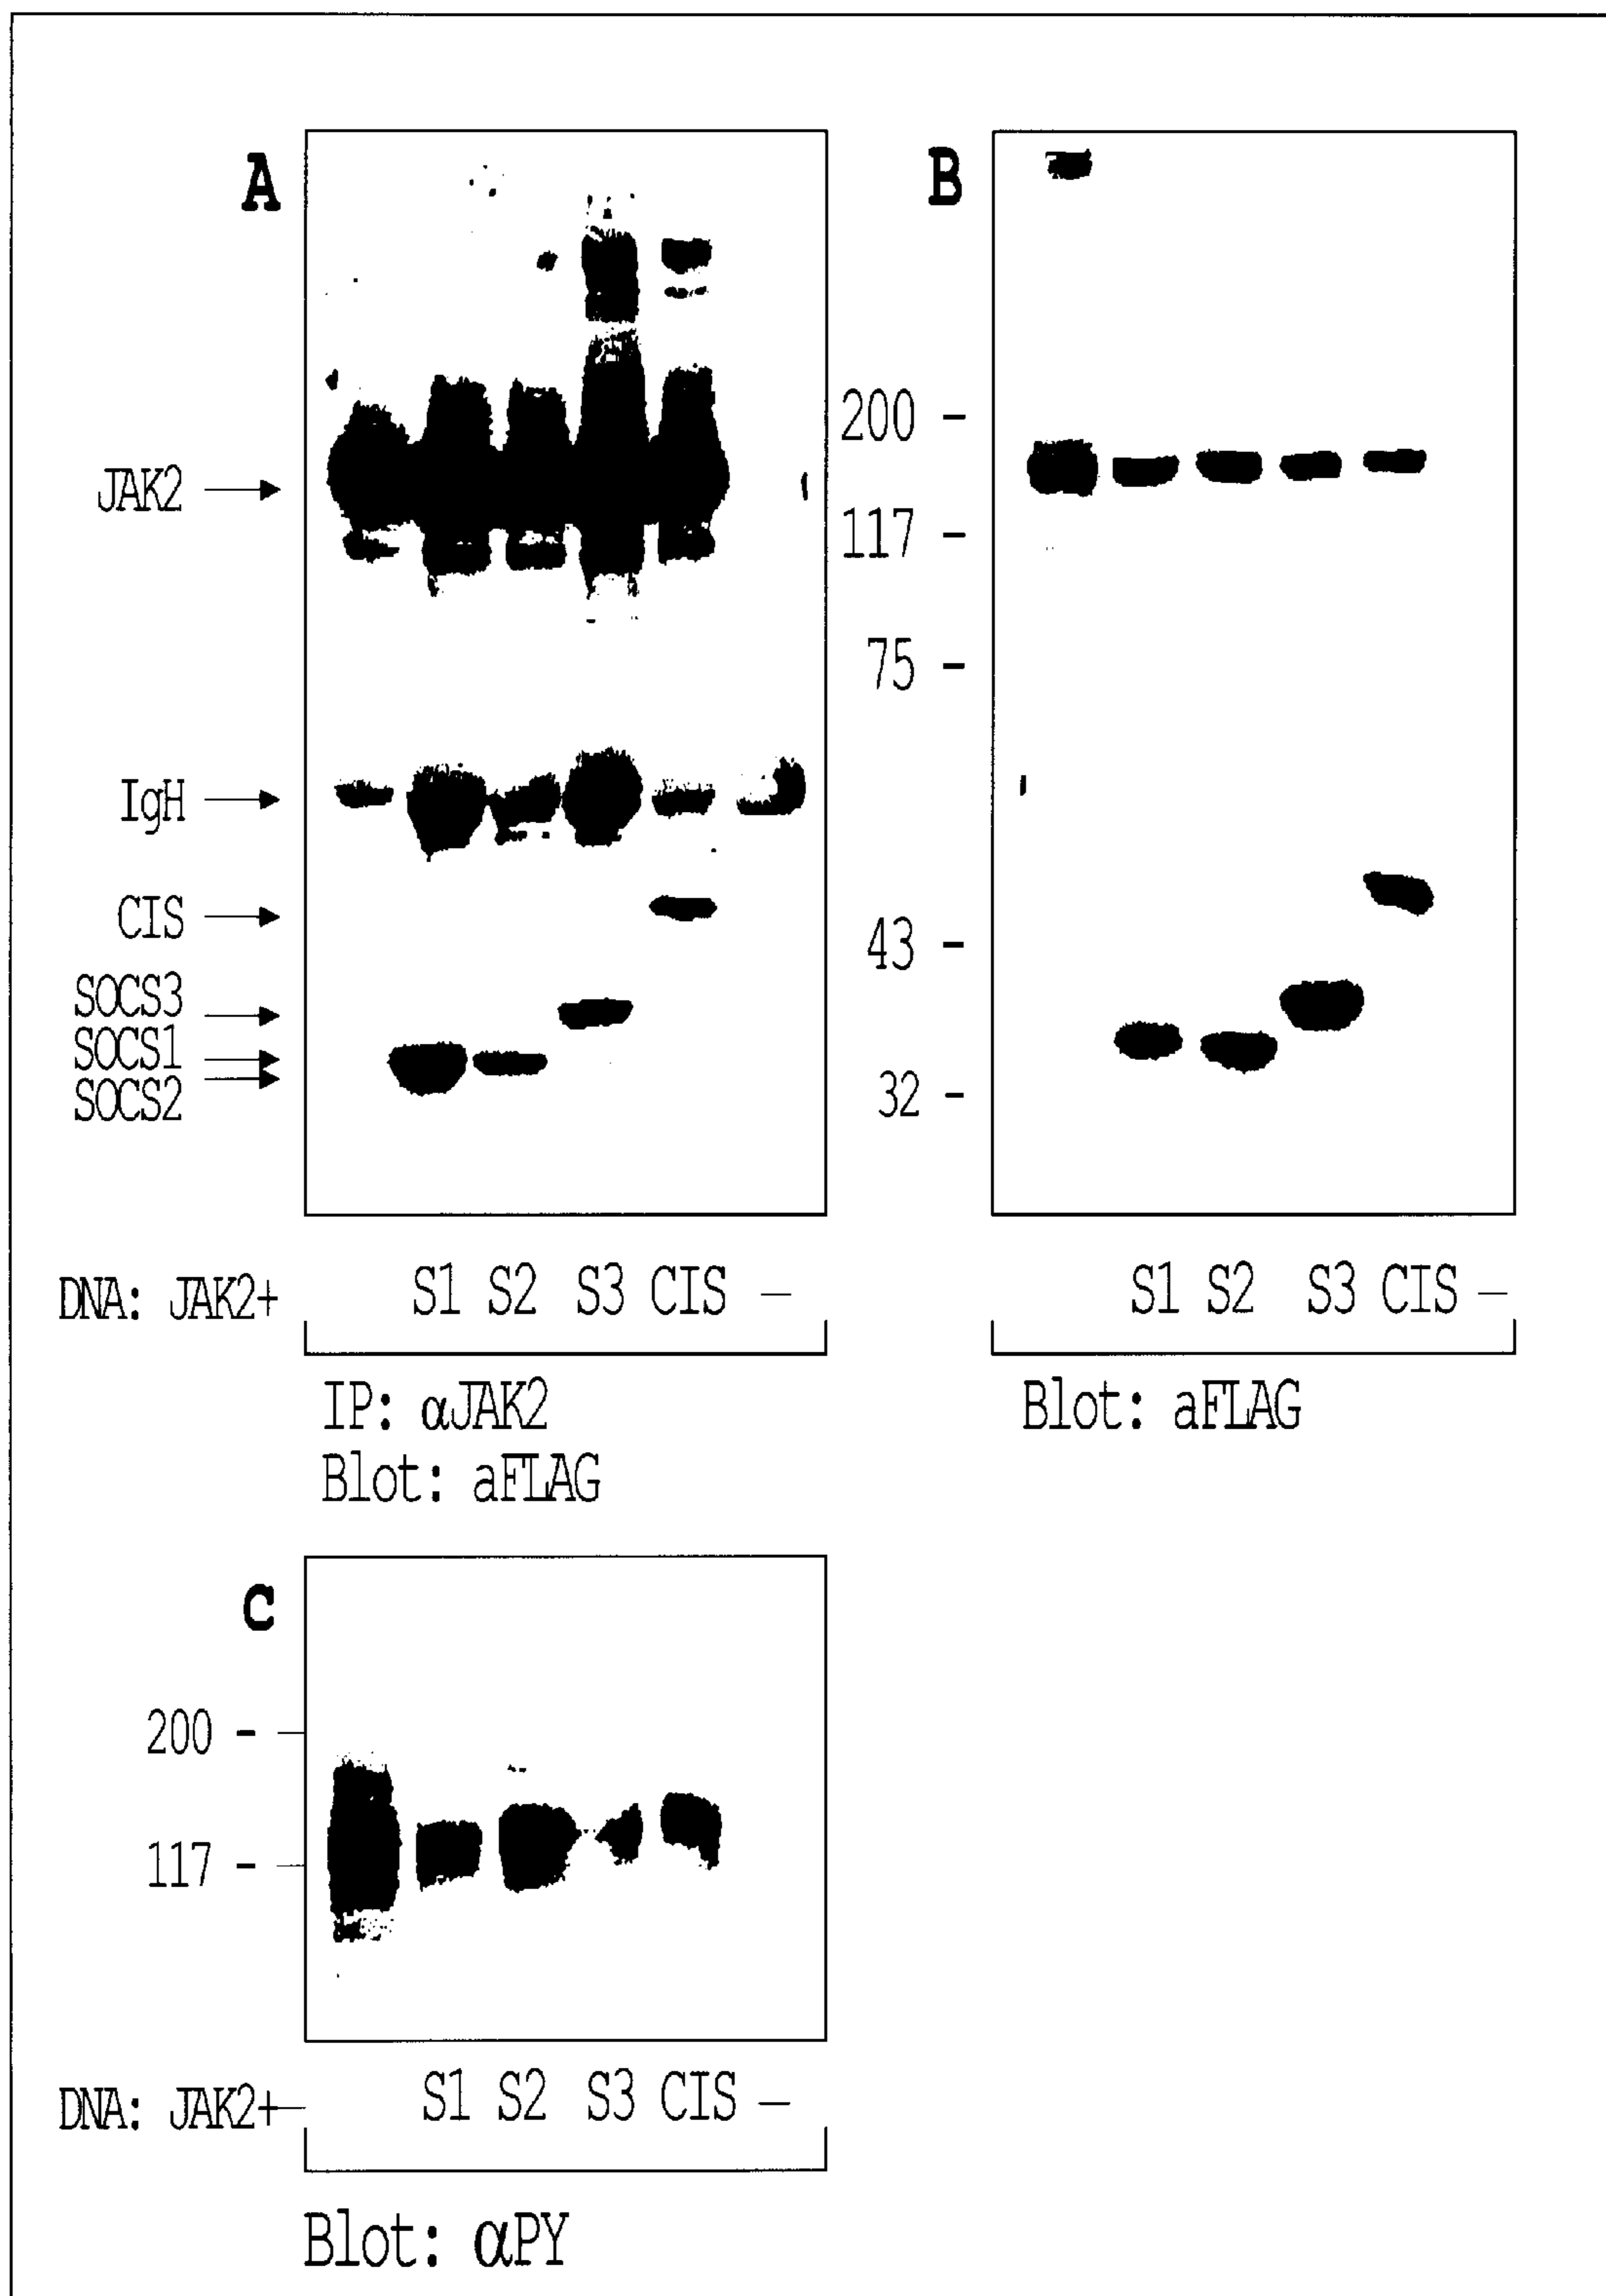 A
JAK2
IgH
CIS
SOCS3
SOCS1
SOCS2
DNA: JAK2+ S1 S2 S3 CIS –
IP: αJAK2
Blot: aFLAG
B
200 -
117 -
75 -
43 -
32 -
S1 S2 S3 CIS –
Blot: aFLAG
C
200 -
117 -
DNA: JAK2+– S1 S2 S3 CIS –
Blot: αPY